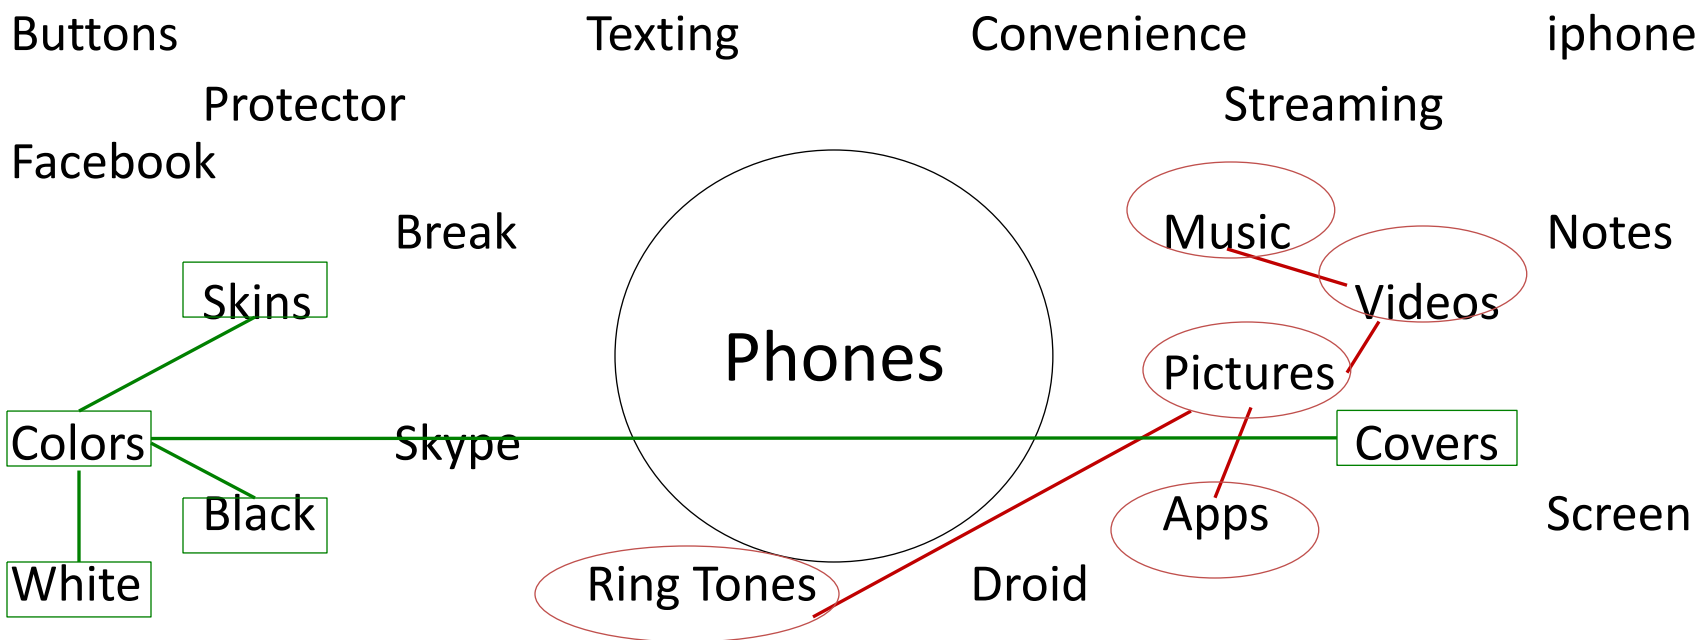 Buttons Texting Convenience iphone
Protector Streaming
Facebook
Break Music Notes
Skins Videos
Phones Pictures
Colors Skype Covers
Black Apps Screen
White Ring Tones Droid